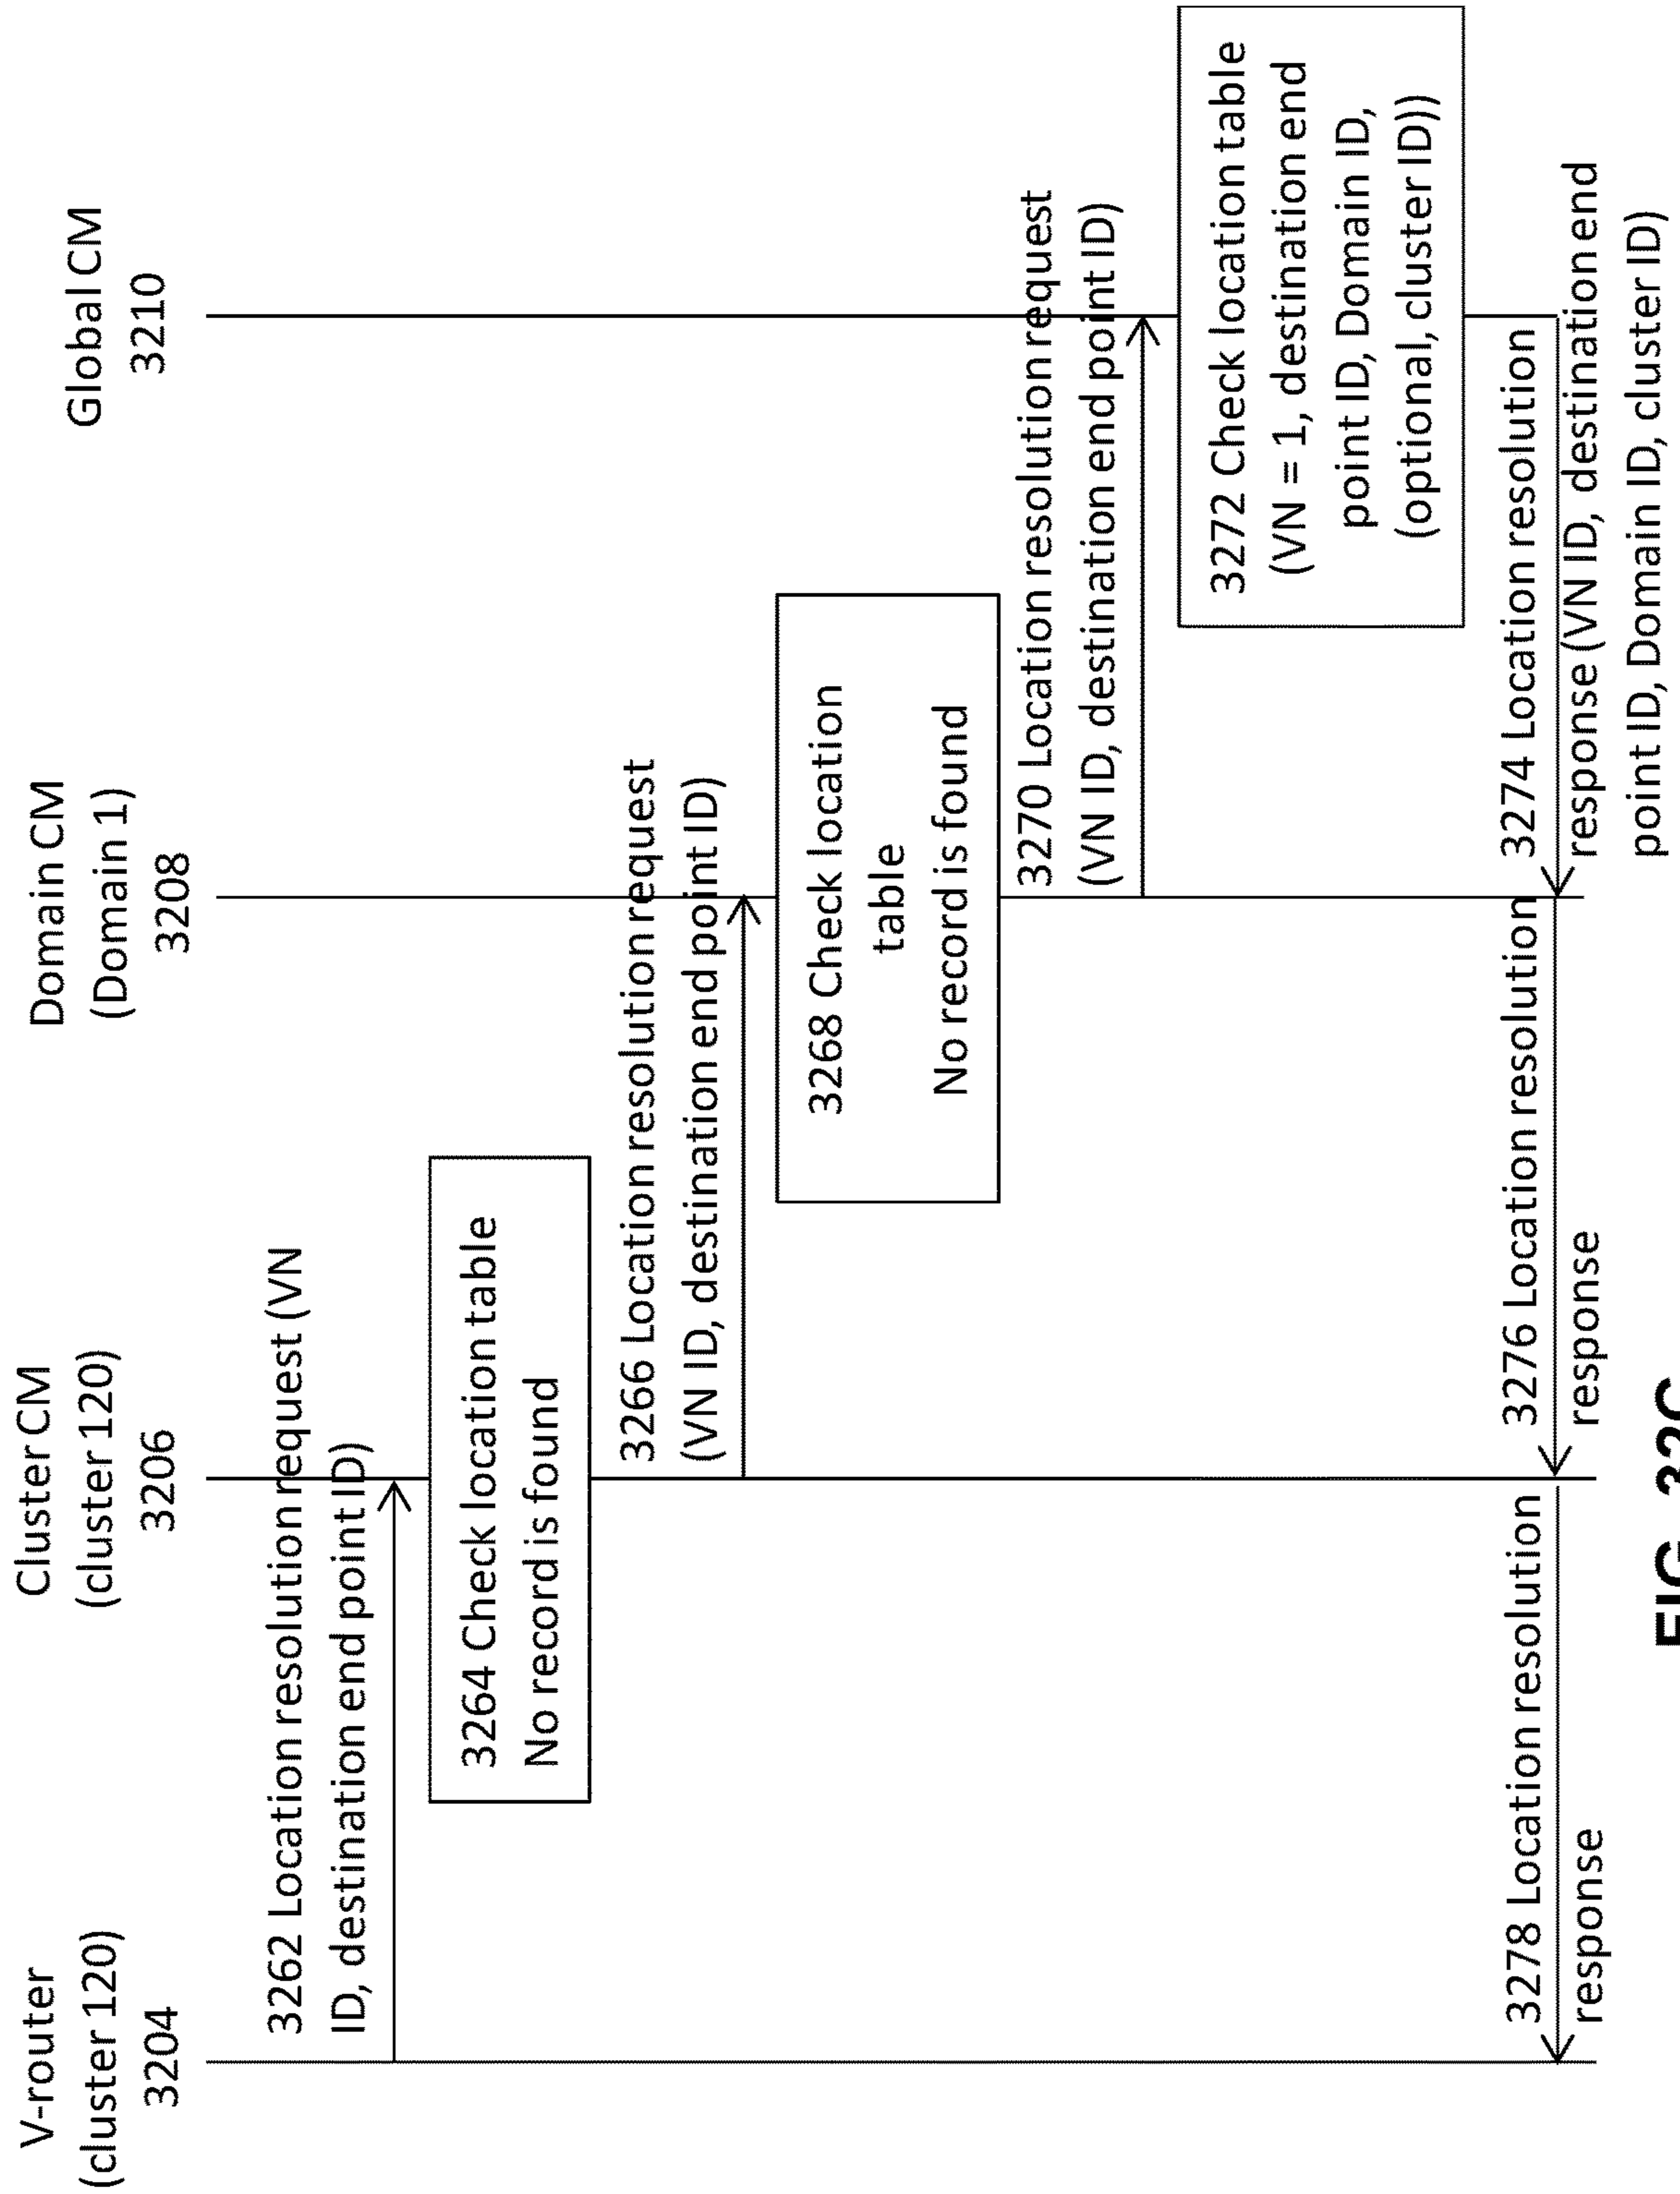 V-router
(cluster 120)
3204
Cluster CM
(cluster 120)
3206
Domain CM
(Domain 1)
3208
Global CM
3210
3262 Location resolution request (VN
ID, destination end point ID)
3264 Check location table
No record is found
3266 Location resolution request
(VN ID, destination end point ID)
3268 Check location
table
No record is found
3270 Location resolution request
(VN ID, destination end point ID)
3272 Check location table
(VN = 1, destination end
point ID, Domain ID,
(optional, cluster ID))
3274 Location resolution
response (VN ID, destination end
point ID, Domain ID, cluster ID)
3276 Location resolution
response
3278 Location resolution
response